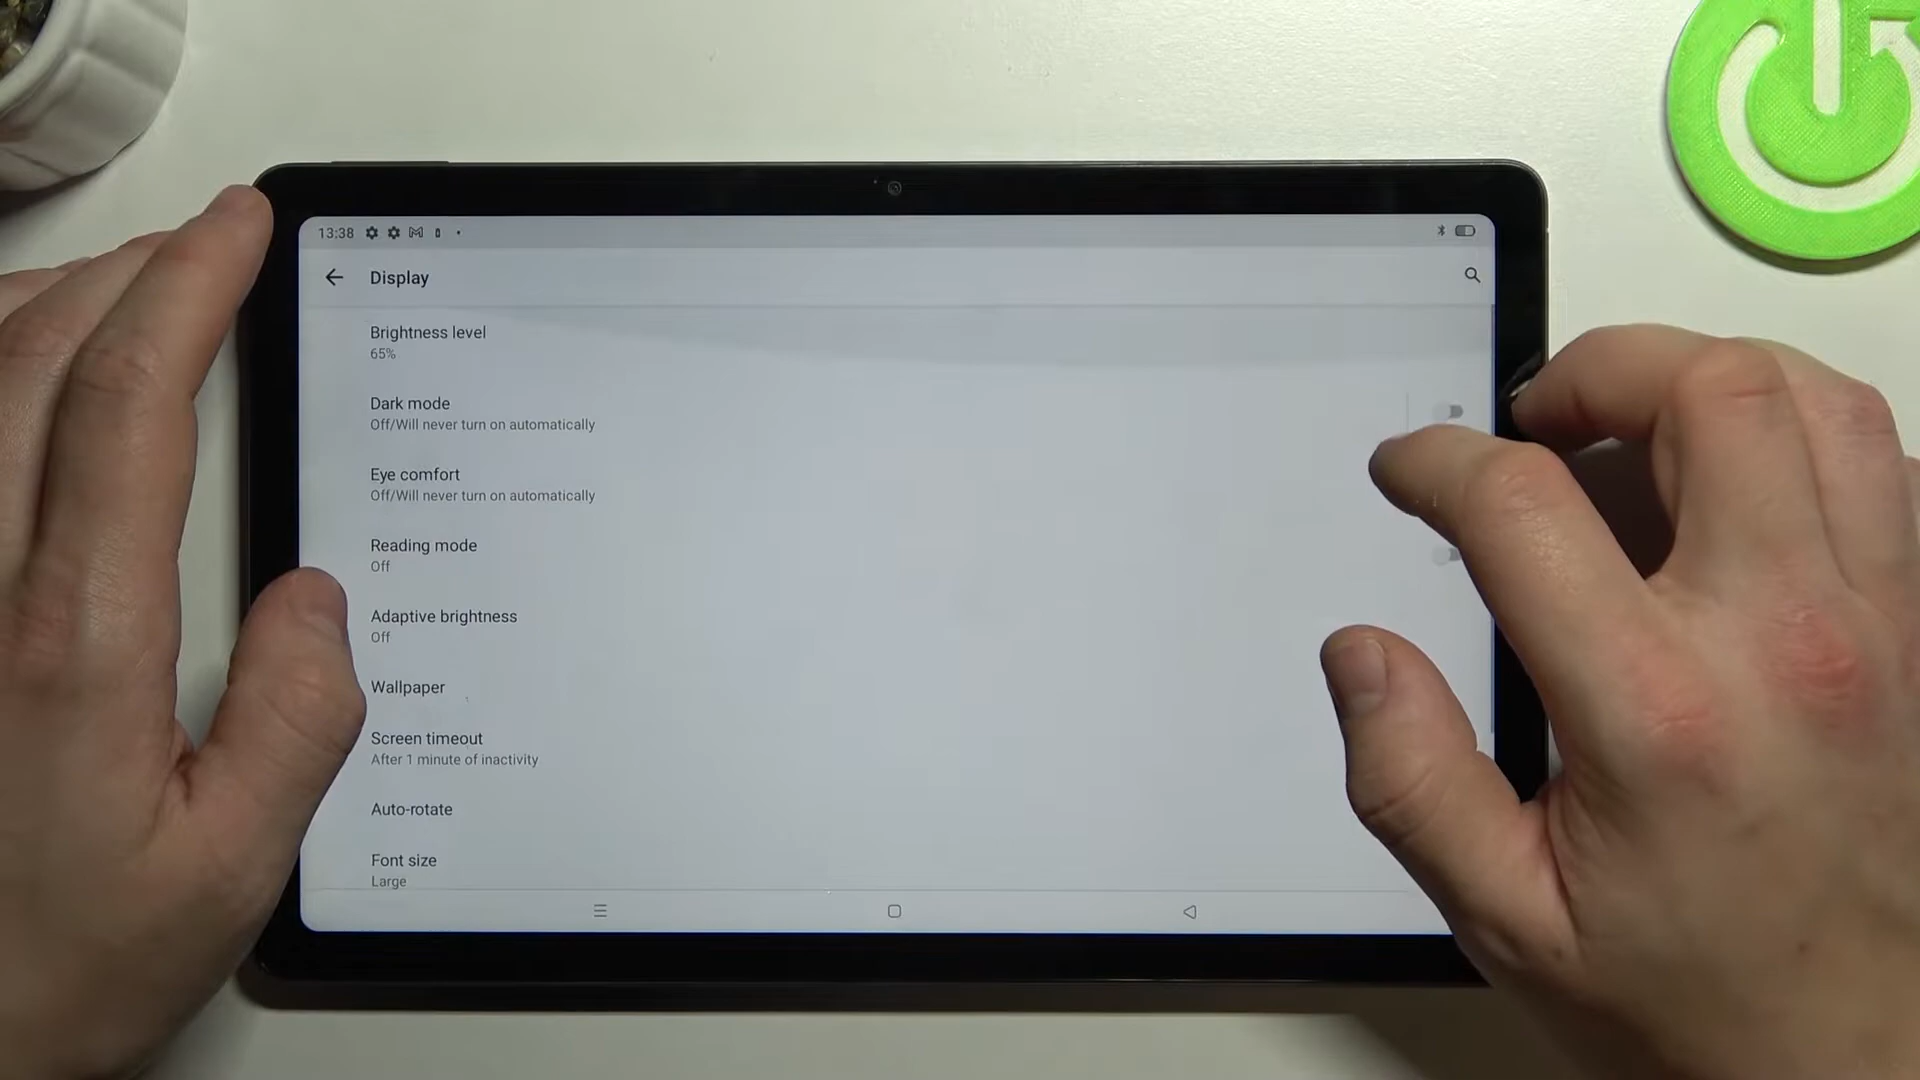 13:38
Display
Brightness level
65%
Dark mode
Off/Will never turn on automatically
Eye comfort
Off/Will never turn on automatically
Reading mode
Off
Adaptive brightness
Off
Wallpaper
Screen timeout
After 1 minute of inactivity
Auto-rotate
Font size
Large